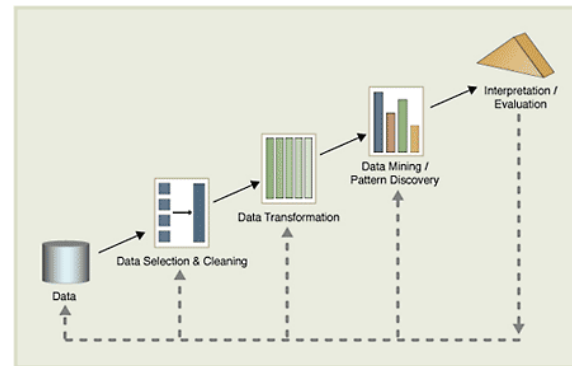 Interpretation /
Evaluation
Data Mining /
Pattern Discovery
Data Transformation
Data Selection & Cleaning
Data